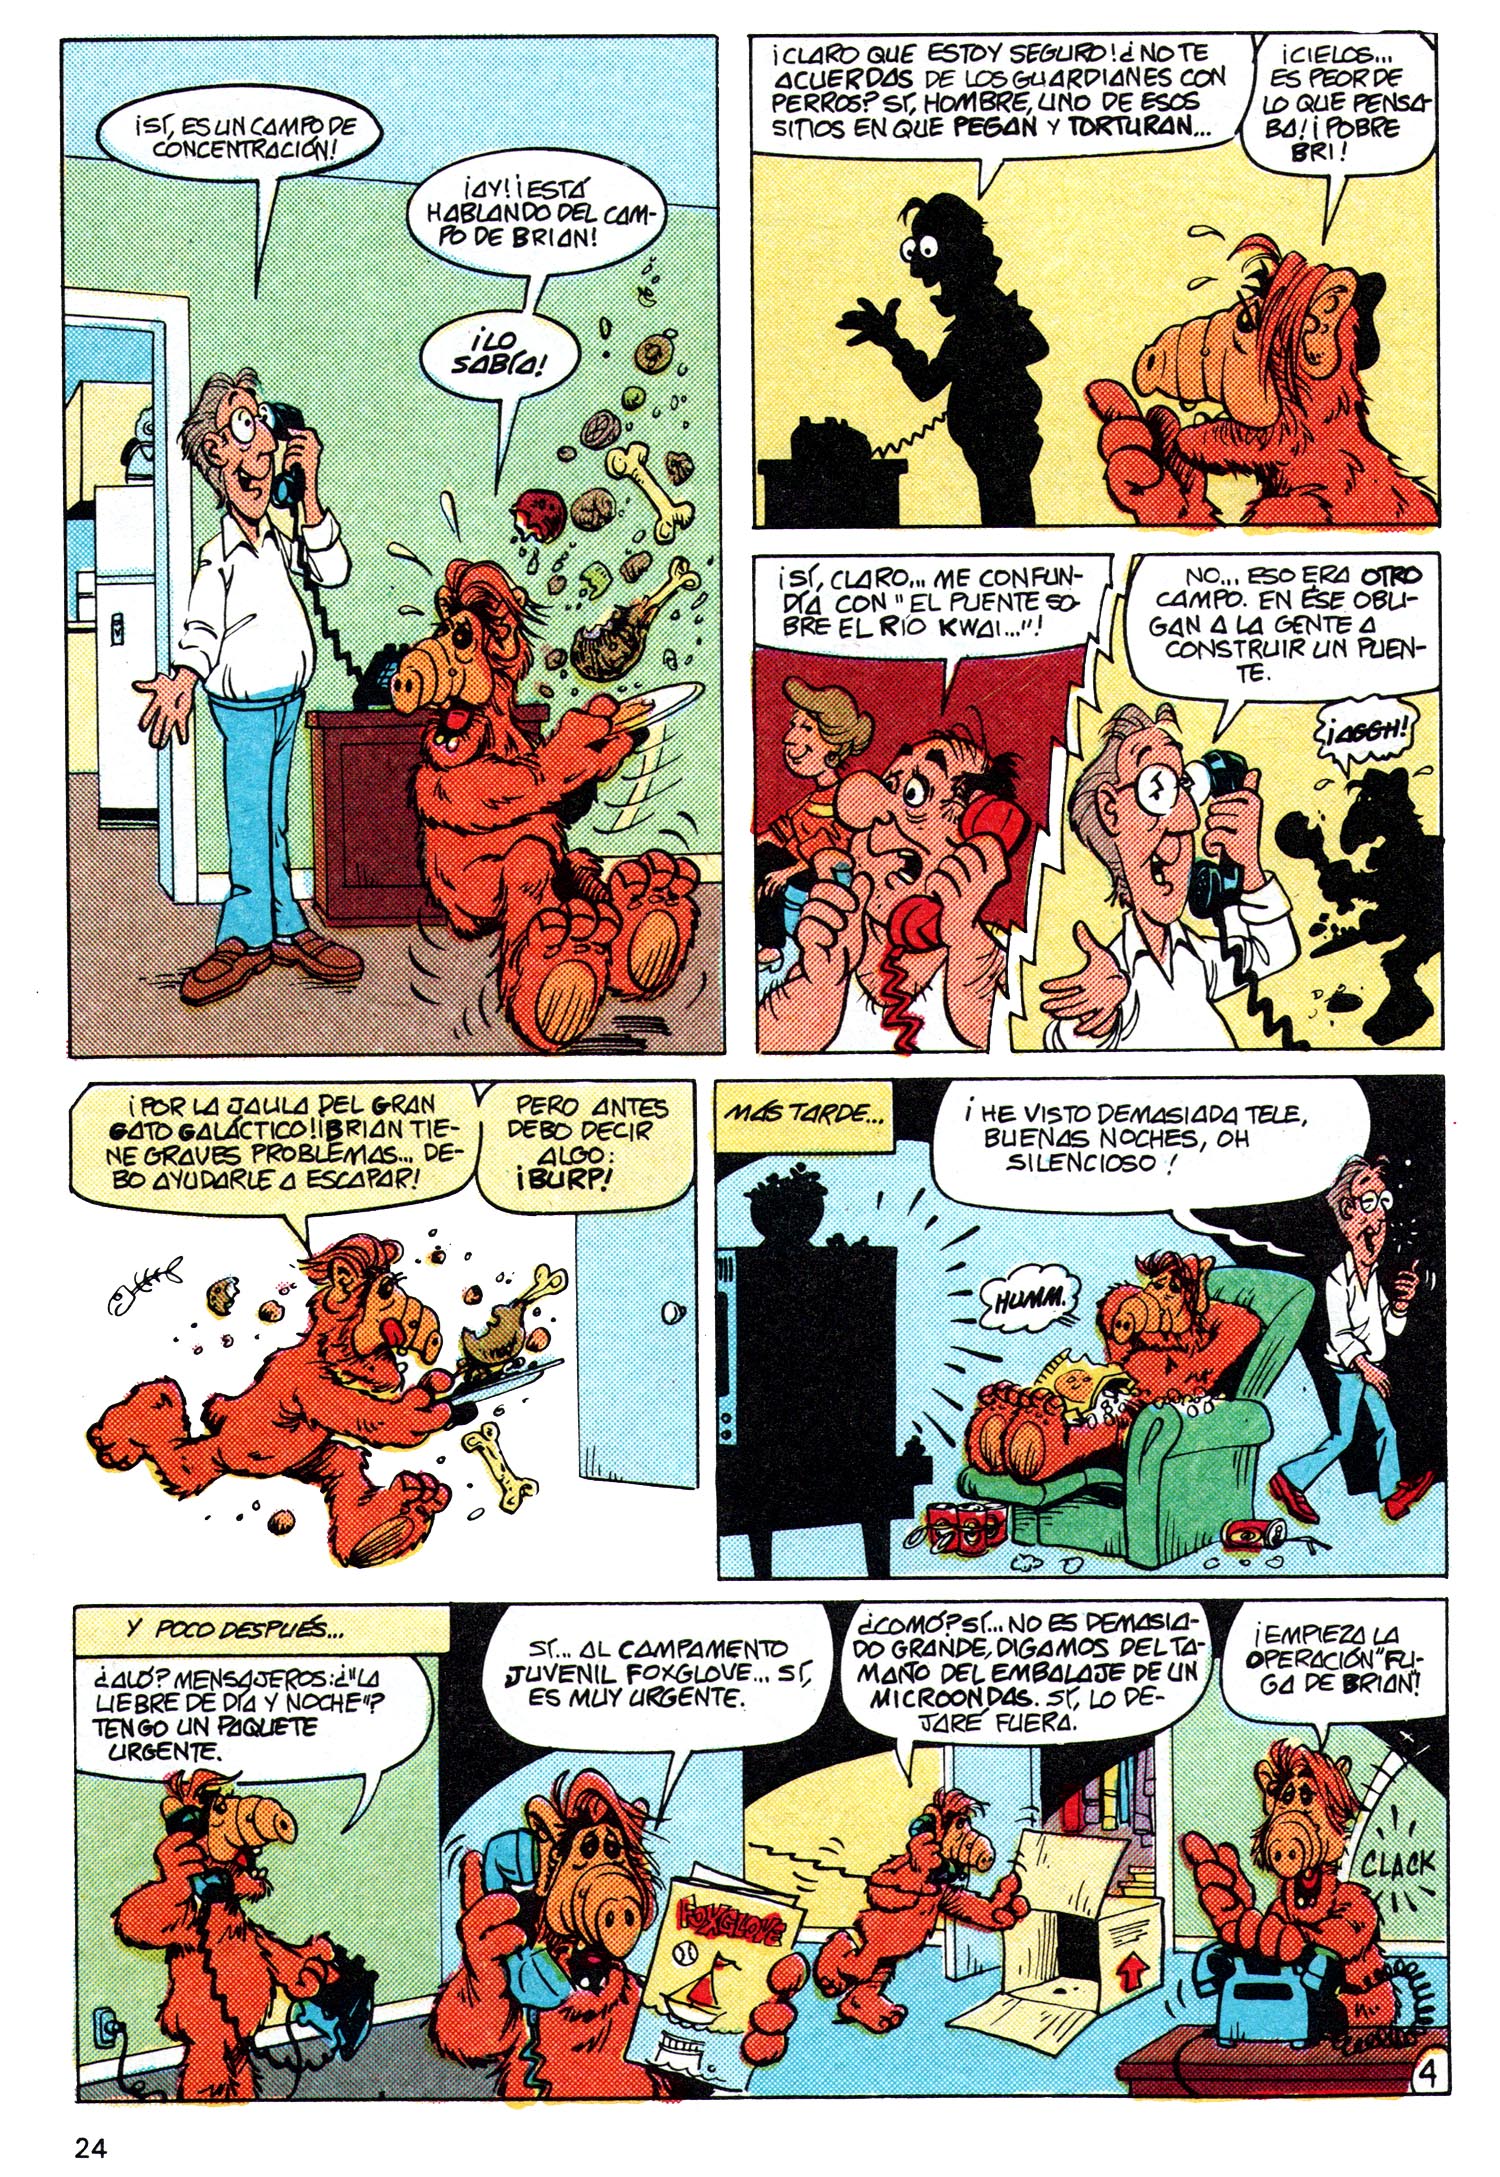 ¡SÍ, ES UN CAMPO DE
CONCENTRACIÓN!
¡AY! ¡ESTÁ
HABLANDO DEL CAM-
PO DE BRIAN!
¡LO
SABÍA!
¡CLARO QUE ESTOY SEGURO! ¿NO TE
ACUERDAS DE LOS GUARDIANES CON
PERROS? SÍ, HOMBRE, UNO DE ESOS
SITIOS EN QUE PEGAN Y TORTURAN...
¡CIELOS...
ES PEOR DE
LO QUE PENSA-
BA! ¡POBRE
BRI!
¡SÍ, CLARO... ME CONFUN-
DÍA CON "EL PUENTE SO-
BRE EL RÍO KWAI..."!
NO... ESO ERA OTRO
CAMPO. EN ÉSE OBLI-
GAN A LA GENTE A
CONSTRUIR UN PUEN-
TE.
¡AGGH!
¡POR LA JAULA DEL GRAN
GATO GALÁCTICO! ¡BRIAN TIE-
NE GRAVES PROBLEMAS... DE-
BO AYUDARLE A ESCAPAR!
PERO ANTES
DEBO DECIR
ALGO:
¡BURP!
MÁS TARDE...
¡HE VISTO DEMASIADA TELE,
BUENAS NOCHES, OH
SILENCIOSO!
HUMM.
Y POCO DESPUÉS...
¿ALÓ? MENSAJEROS: ¿"LA
LIEBRE DE DÍA Y NOCHE"?
TENGO UN PAQUETE
URGENTE.
SÍ... AL CAMPAMENTO
JUVENIL FOXGLOVE... SÍ,
ES MUY URGENTE.
FOXGLOVE
¿CÓMO? SÍ... NO ES DEMASIA-
DO GRANDE, DIGAMOS DEL TA-
MAÑO DEL EMBALAJE DE UN
MICROONDAS. SÍ, LO DE-
JARÉ FUERA.
¡EMPIEZA LA
OPERACIÓN "FU-
GA DE BRIAN"!
CLACK
4
24